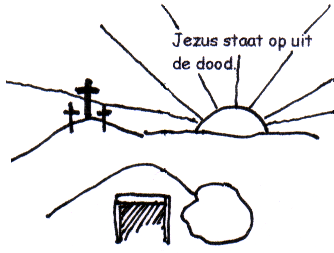 Jezus staat op uit
de dood.